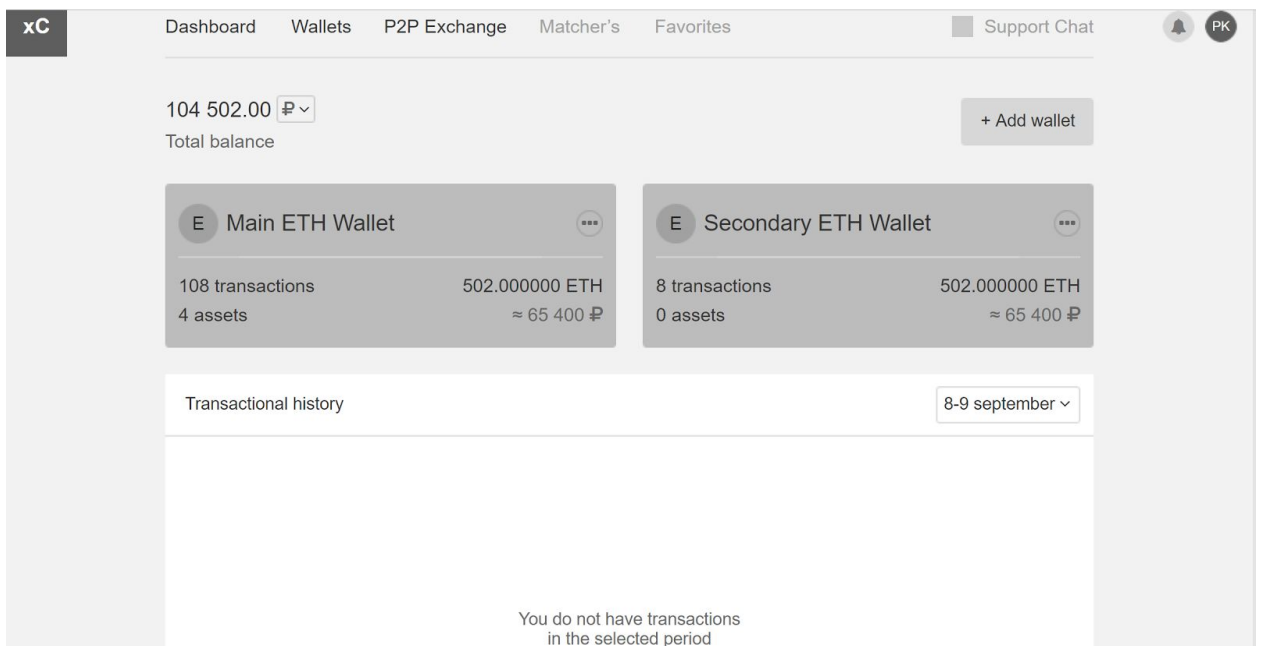 xC
Dashboard Wallets P2P Exchange Matcher's Favorites Support Chat PK
104 502.00 ₽
Total balance
+ Add wallet
E Main ETH Wallet
108 transactions 502.000000 ETH
4 assets ≈ 65 400 ₽
E Secondary ETH Wallet
8 transactions 502.000000 ETH
0 assets ≈ 65 400 ₽
Transactional history 8-9 september
You do not have transactions
in the selected period